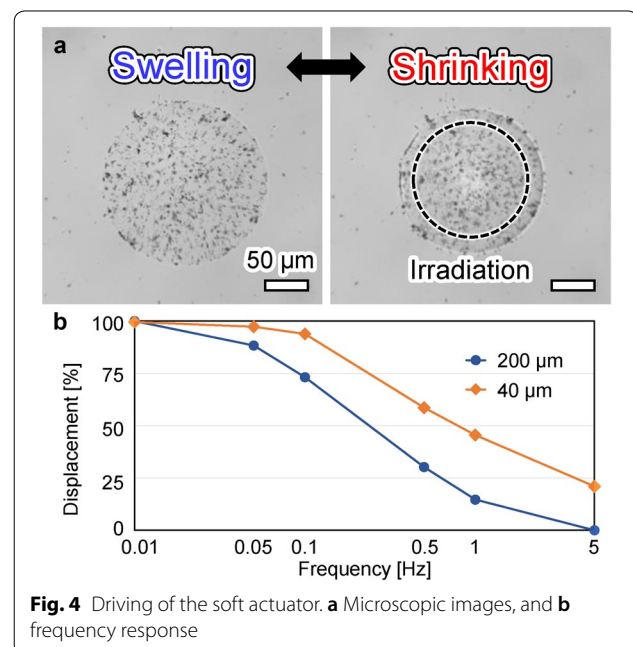 a
Swelling
Shrinking
50 µm
Irradiation
b
100
75
50
25
0
Displacement [%]
200 µm
40 µm
0.01 0.05 0.1 0.5 1 5
Frequency [Hz]
Fig. 4 Driving of the soft actuator. a Microscopic images, and b
frequency response